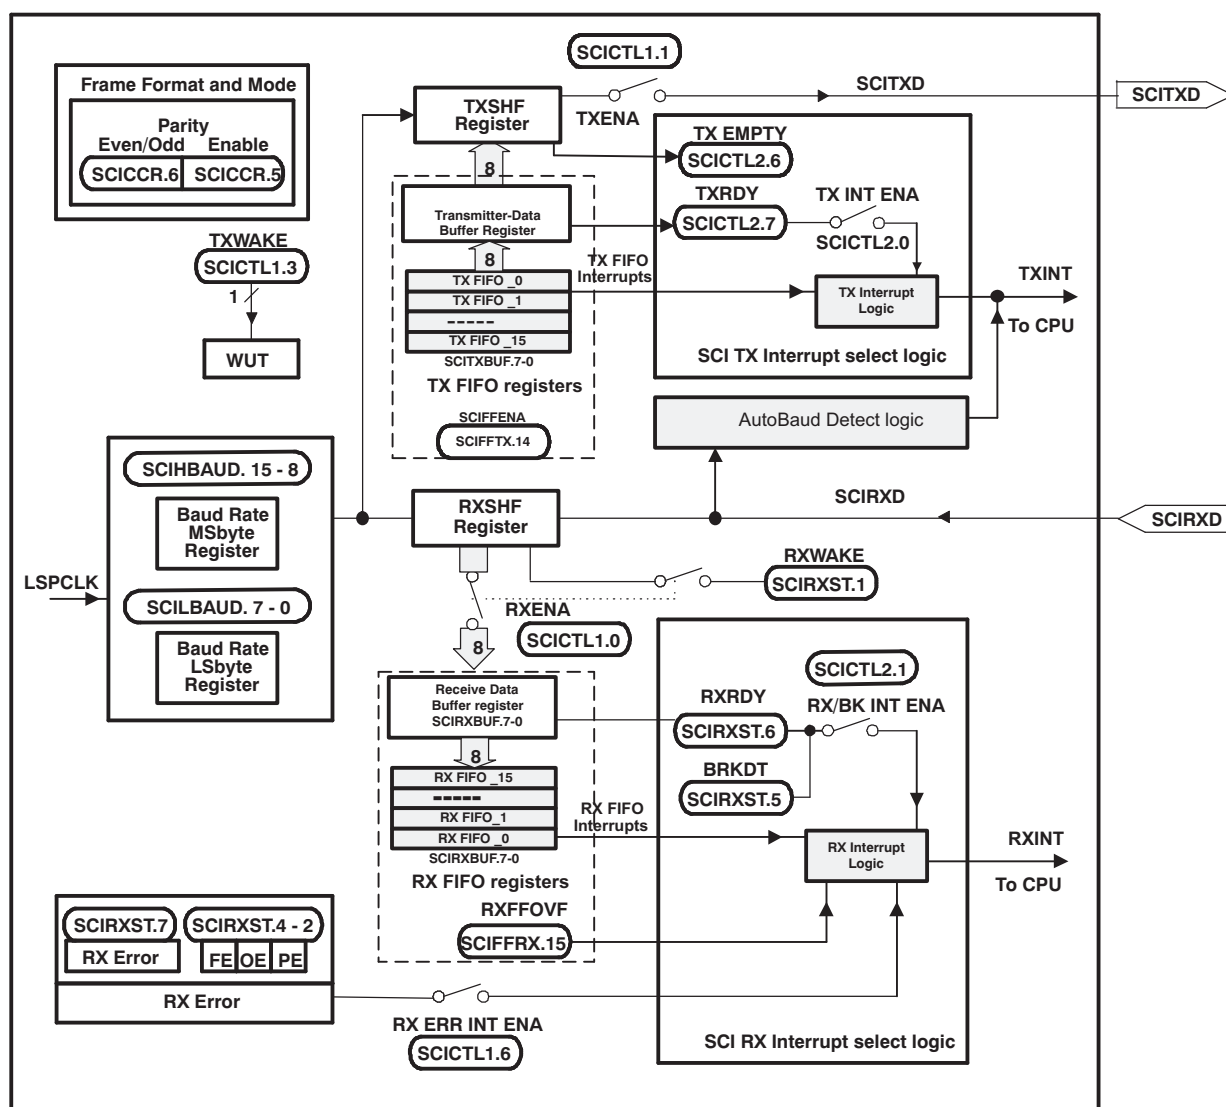 SCICTL1.1
Frame Format and Mode
Parity
Even/Odd Enable
SCICCR.6 SCICCR.5
TXSHF
Register
TXENA
SCITXD
SCITXD
TX EMPTY
SCICTL2.6
8
TXRDY
SCICTL2.7
TX INT ENA
SCICTL2.0
Transmitter-Data
Buffer Register
8
TX FIFO
Interrupts
TXWAKE
SCICTL1.3
1
WUT
TX FIFO _0
TX FIFO _1
-----
TX FIFO _15
SCITXBUF.7-0
TX FIFO registers
SCIFFENA
SCIFFTX.14
TX Interrupt
Logic
TXINT
To CPU
SCI TX Interrupt select logic
AutoBaud Detect logic
SCIHBAUD. 15 - 8
Baud Rate
MSbyte
Register
LSPCLK
SCILBAUD. 7 - 0
Baud Rate
LSbyte
Register
RXSHF
Register
SCIRXD
SCIRXD
RXWAKE
SCIRXST.1
RXENA
SCICTL1.0
8
Receive Data
Buffer register
SCIRXBUF.7-0
8
SCICTL2.1
RXRDY
SCIRXST.6
RX/BK INT ENA
BRKDT
SCIRXST.5
RX FIFO _15
-----
RX FIFO_1
RX FIFO _0
SCIRXBUF.7-0
RX FIFO registers
RX FIFO
Interrupts
RX Interrupt
Logic
RXINT
To CPU
RXFFOVF
SCIFFRX.15
SCIRXST.7
SCIRXST.4 - 2
RX Error
FE OE PE
RX Error
RX ERR INT ENA
SCICTL1.6
SCI RX Interrupt select logic